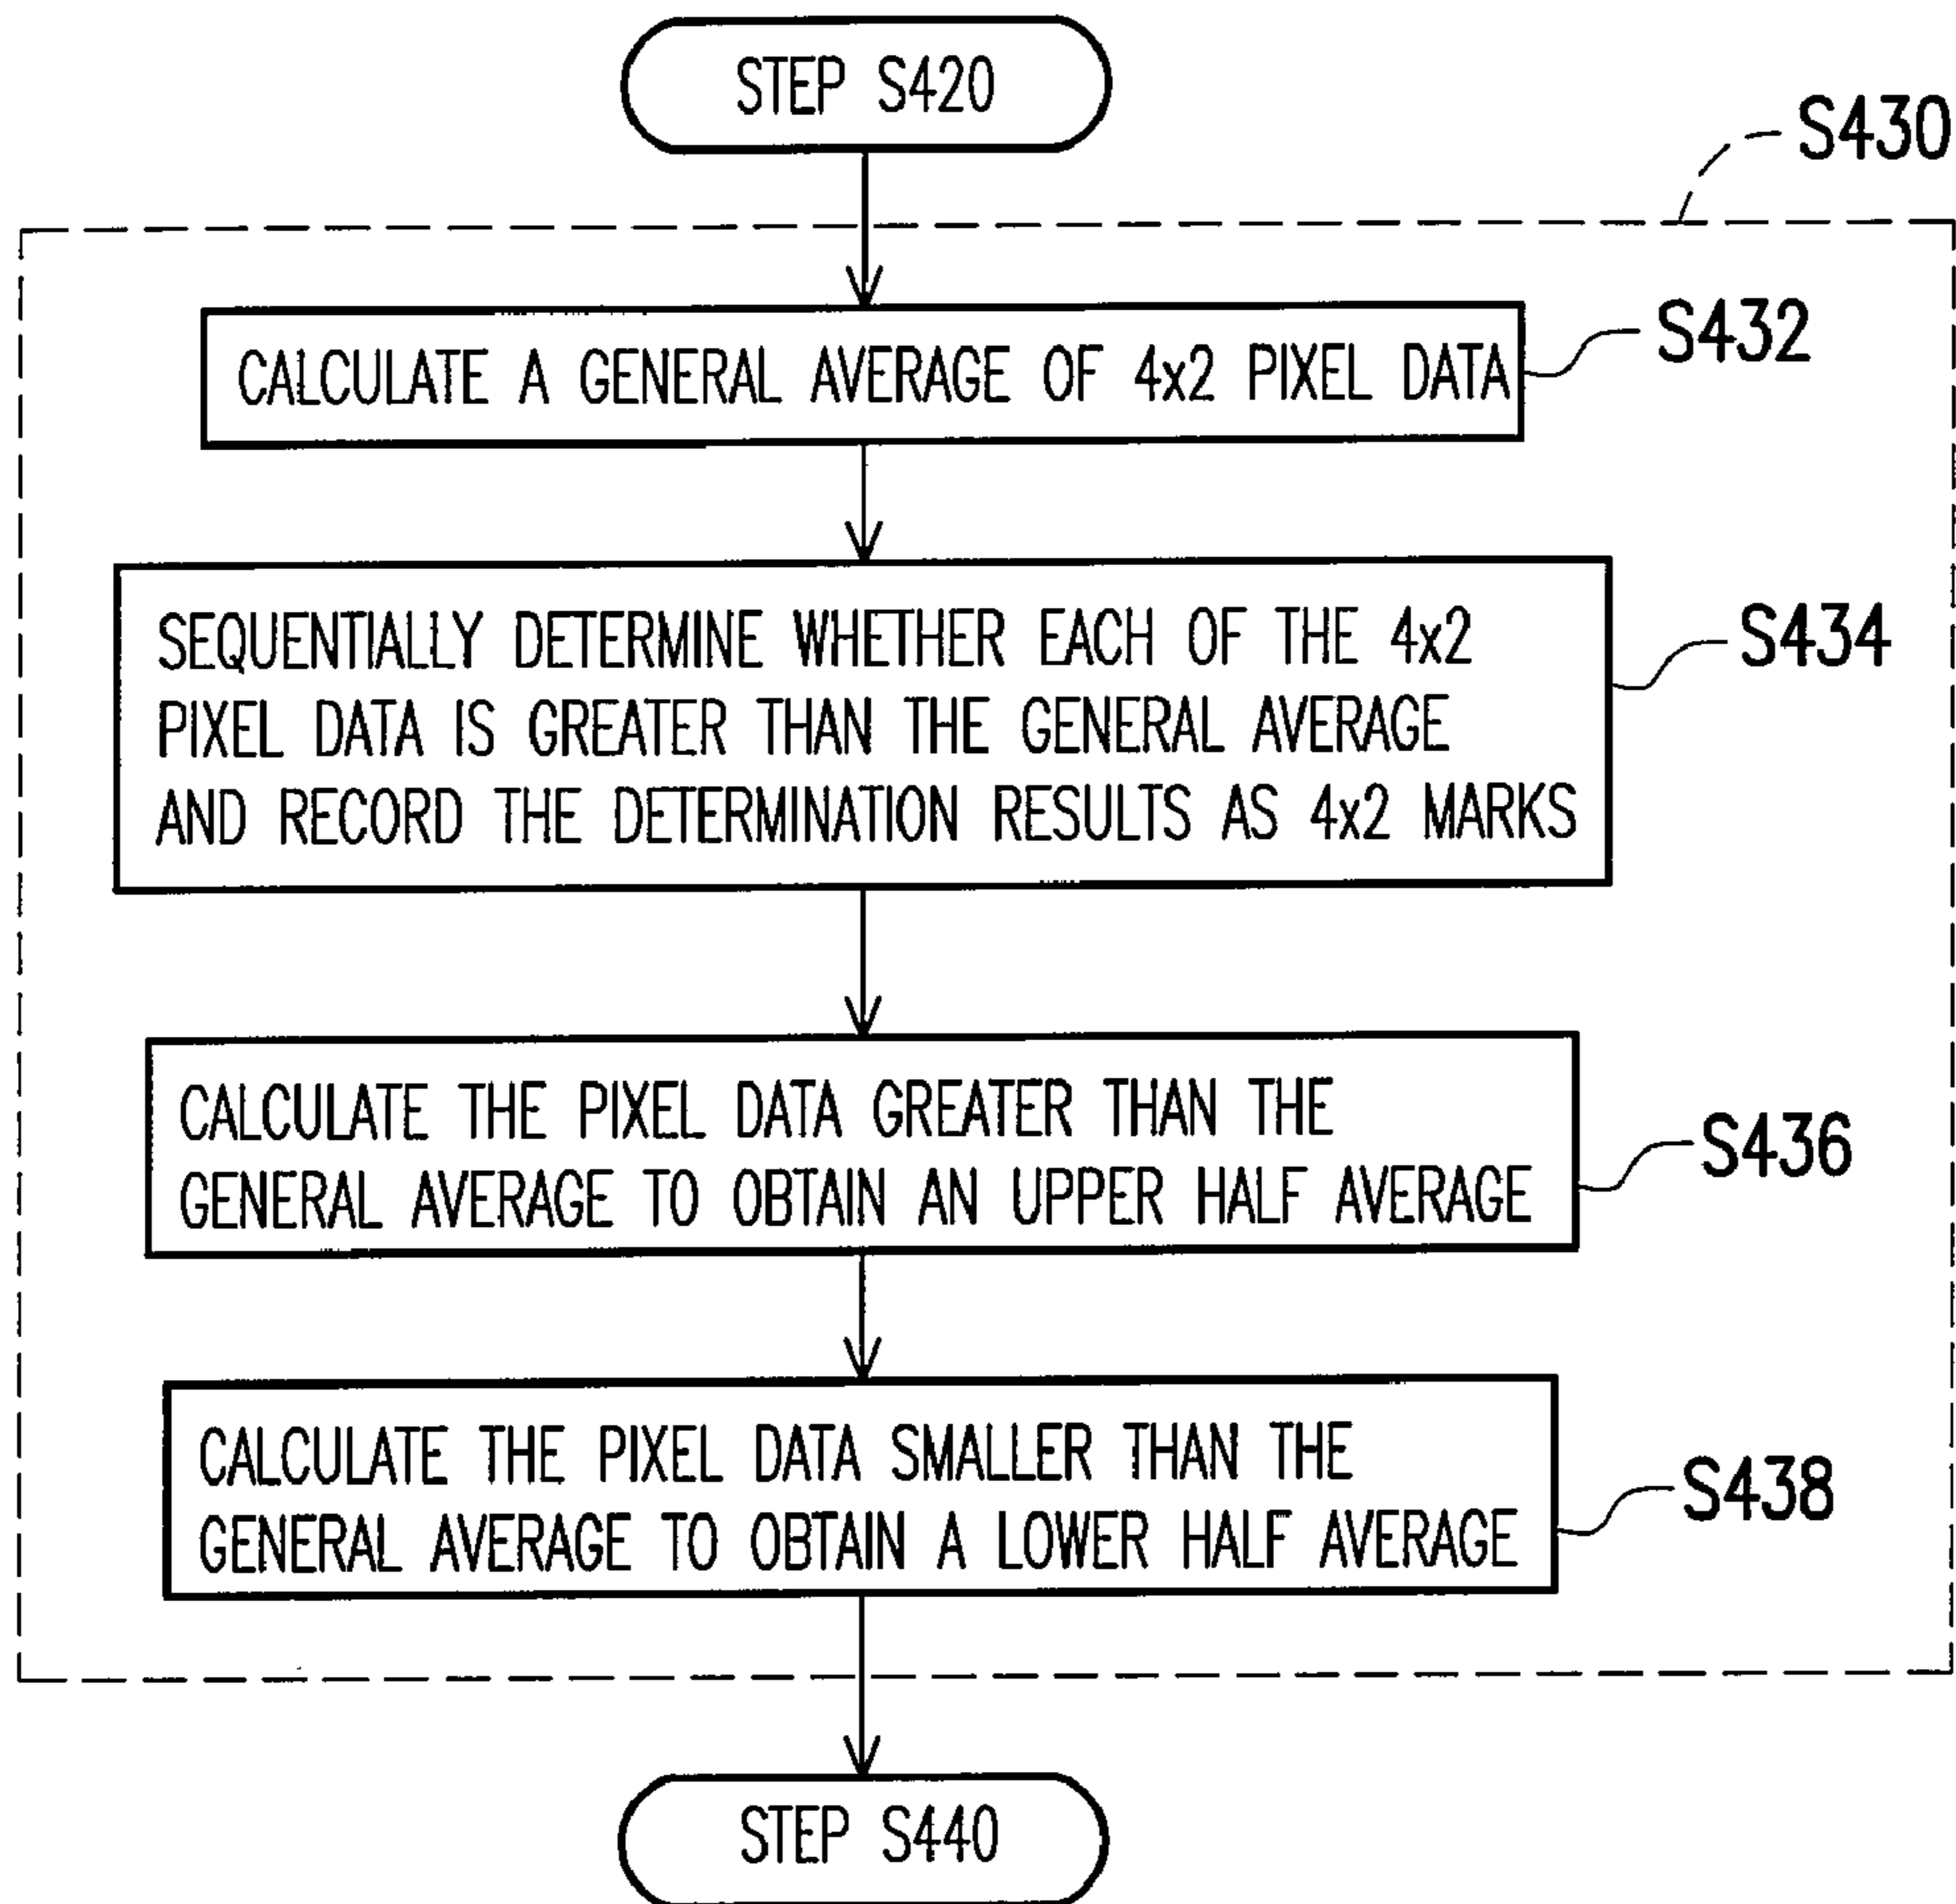 STEP S420
S430
CALCULATE A GENERAL AVERAGE OF 4x2 PIXEL DATA
S432
SEQUENTIALLY DETERMINE WHETHER EACH OF THE 4x2
PIXEL DATA IS GREATER THAN THE GENERAL AVERAGE
AND RECORD THE DETERMINATION RESULTS AS 4x2 MARKS
S434
CALCULATE THE PIXEL DATA GREATER THAN THE
GENERAL AVERAGE TO OBTAIN AN UPPER HALF AVERAGE
S436
CALCULATE THE PIXEL DATA SMALLER THAN THE
GENERAL AVERAGE TO OBTAIN A LOWER HALF AVERAGE
S438
STEP S440